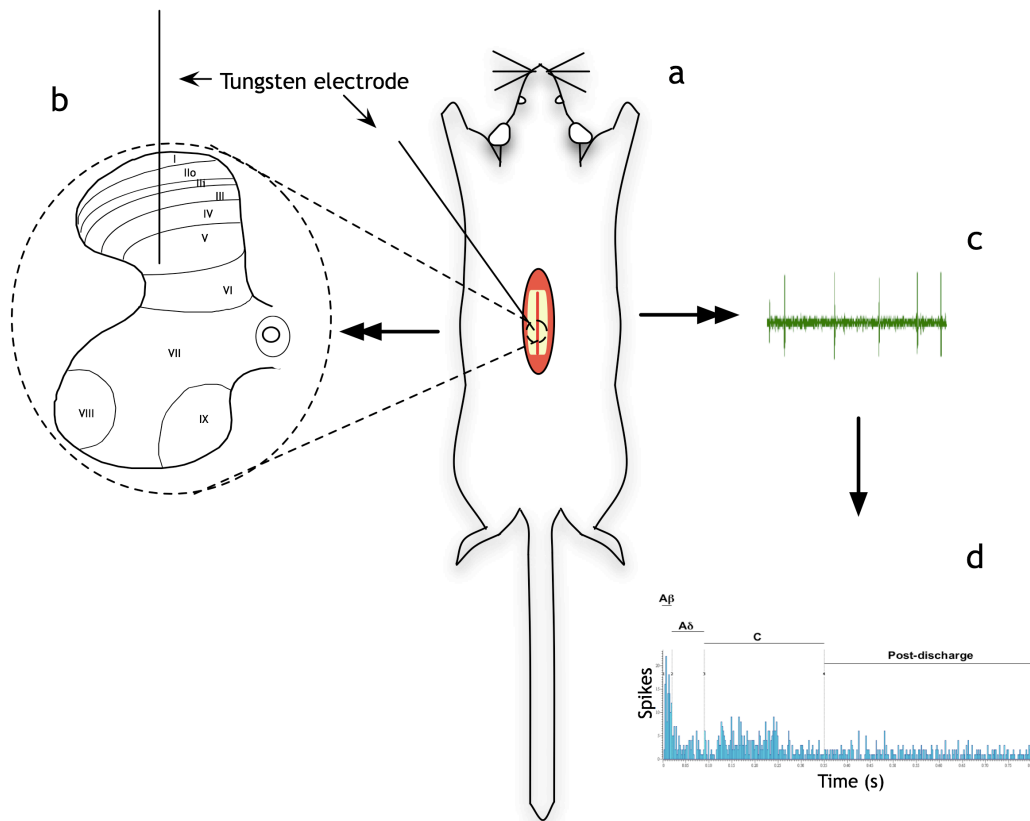 a
b
Tungsten electrode
I
IIo
IIi
III
IV
V
VI
VII
VIII
IX
c
d
Aβ
Aδ
C
Post-discharge
Spikes
Time (s)